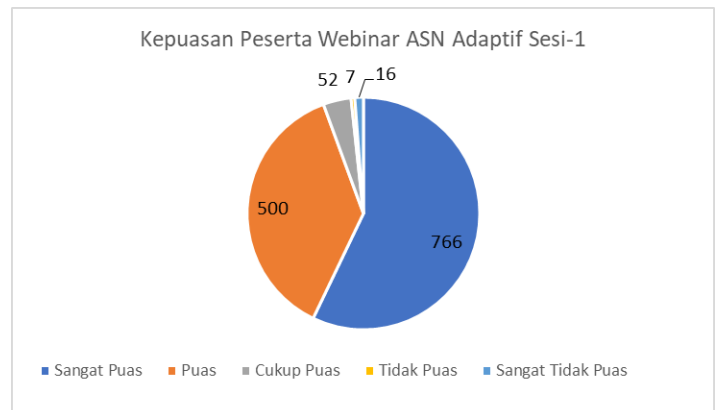 Kepuasan Peserta Webinar ASN Adaptif Sesi-1
52 7 16
500
766
Sangat Puas Puas Cukup Puas Tidak Puas Sangat Tidak Puas